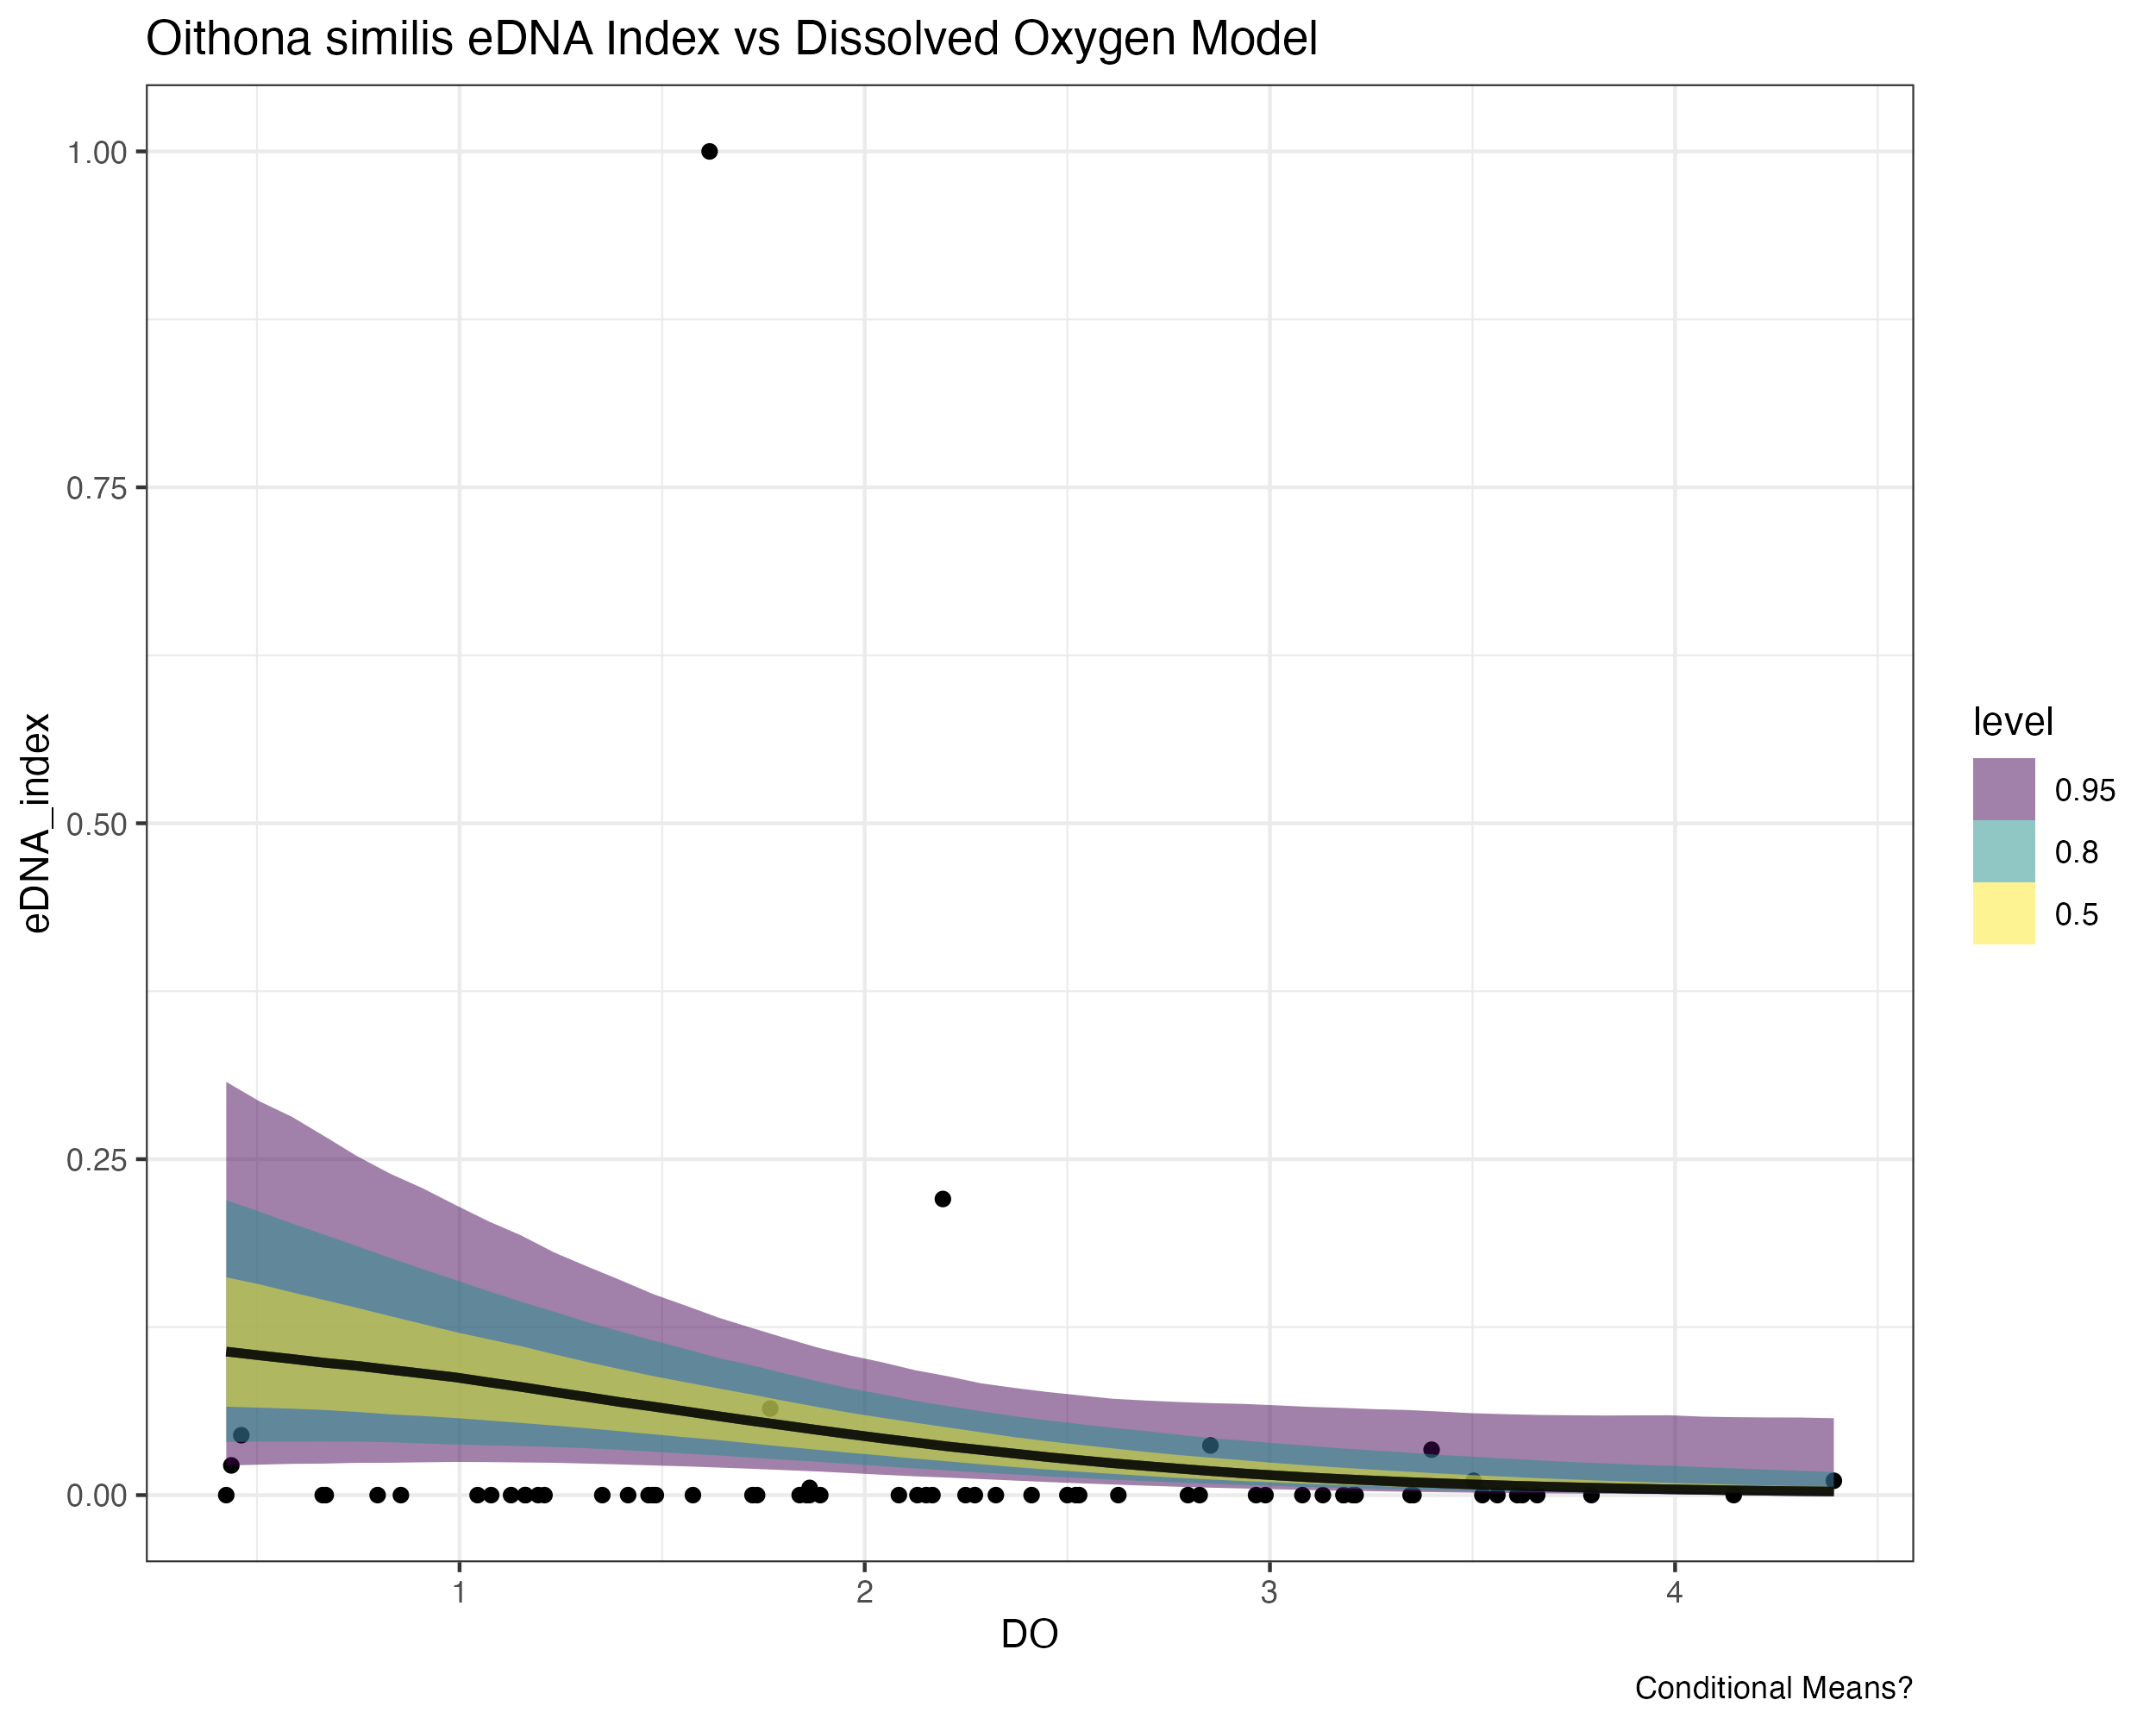 Oithona similis eDNA Index vs Dissolved Oxygen Model
1.00
0.75
0.50
0.25
0.00
eDNA_index
1 2 3 4
DO
level
0.95
0.8
0.5
Conditional Means?